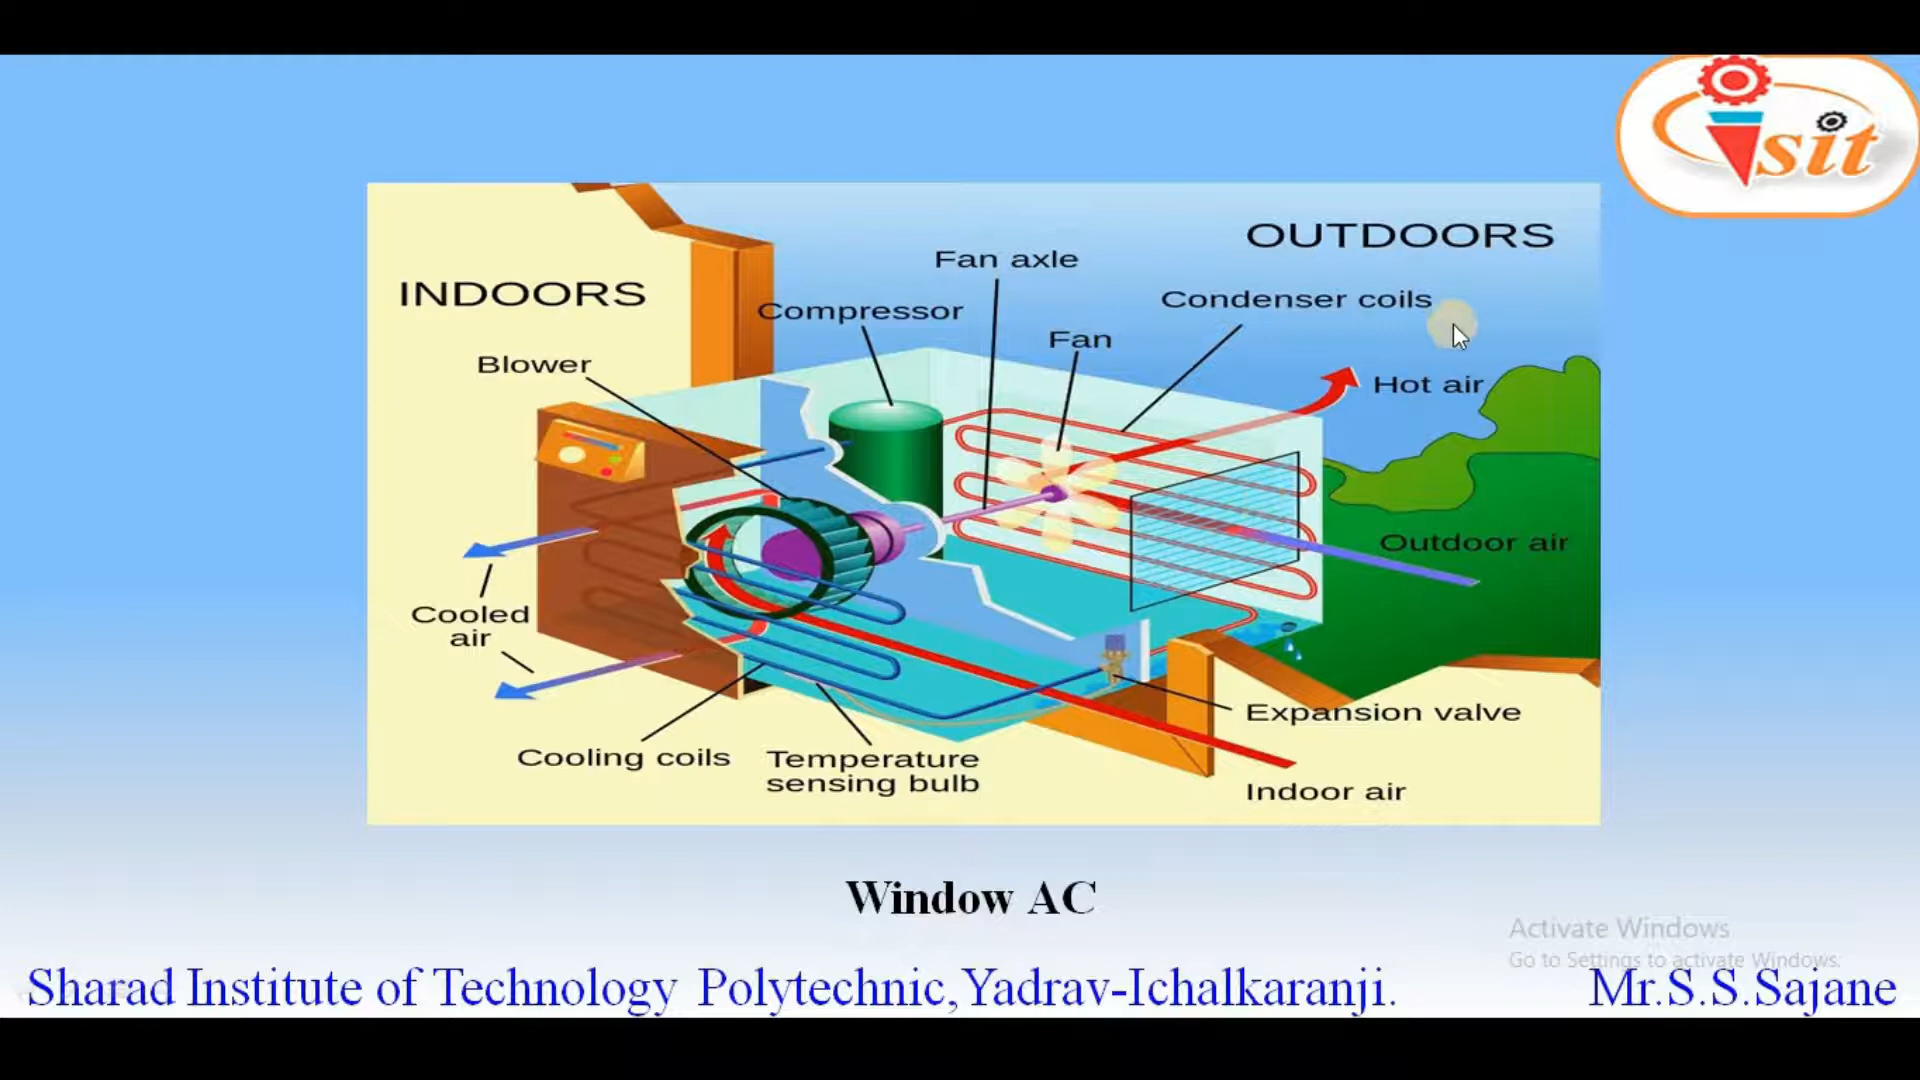 sit
OUTDOORS
Fan axle
INDOORS
Condenser coils
Compressor
Fan
Blower
Hot air
Outdoor air
Cooled
air
Expansion valve
Cooling coils
Temperature
sensing bulb
Indoor air
Window AC
Activate Windows
Go to Settings to activate Windows.
Sharad Institute of Technology Polytechnic,Yadrav-Ichalkaranji.
Mr.S.S.Sajane